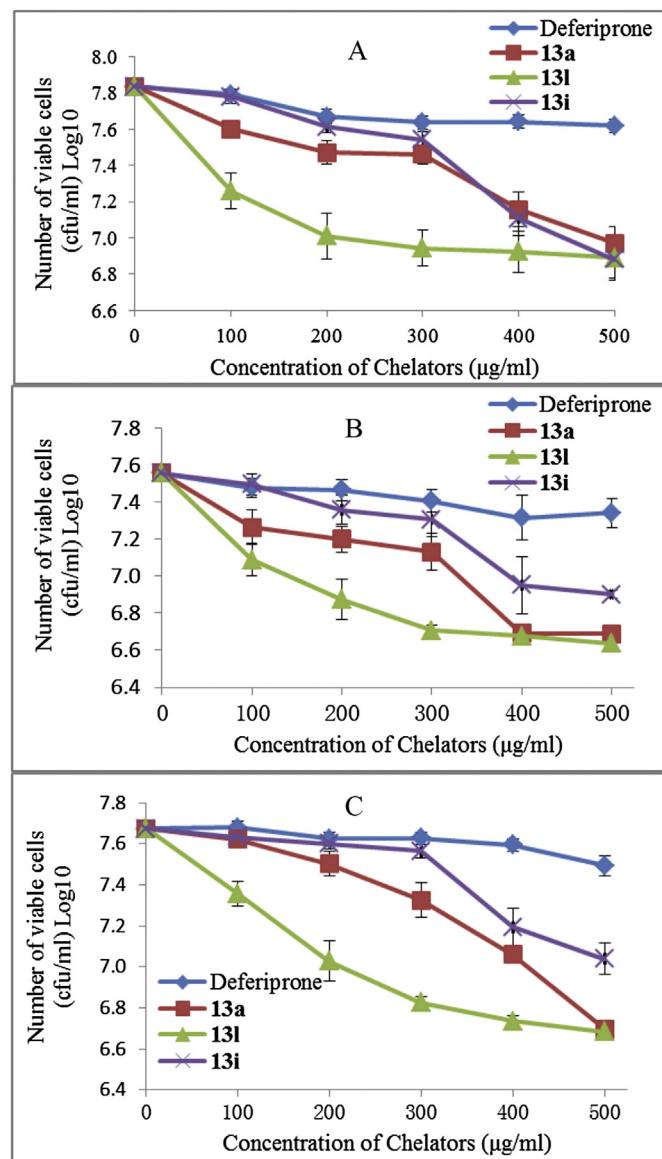 A
Deferiprone
13a
13l
13i
Number of viable cells
(cfu/ml) Log10
8.0
7.8
7.6
7.4
7.2
7.0
6.8
6.6
0 100 200 300 400 500
Concentration of Chelators (µg/ml)
B
Deferiprone
13a
13l
13i
Number of viable cells
(cfu/ml) Log10
7.8
7.6
7.4
7.2
7.0
6.8
6.6
6.4
0 100 200 300 400 500
Concentration of Chelators (µg/ml)
C
Number of viable cells
(cfu/ml) Log10
7.8
7.6
7.4
7.2
7.0
6.8
6.6
6.4
Deferiprone
13a
13l
13i
0 100 200 300 400 500
Concentration of Chelators (µg/ml)